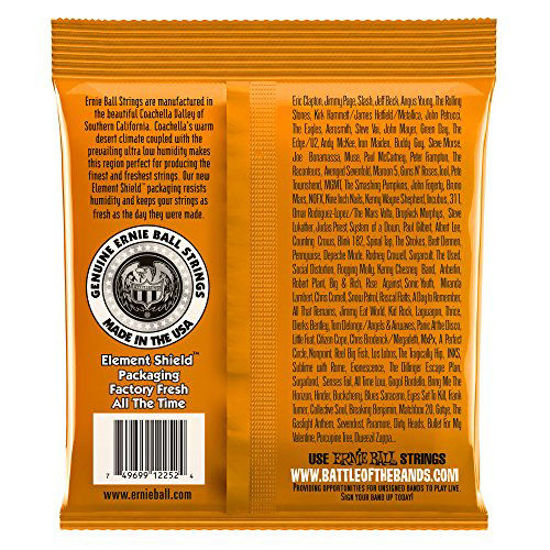 Ernie Ball Strings are manufactured in
the beautiful Coachella Valley of
Southern California. Coachella's warm
desert climate coupled with the
prevailing ultra low humidity makes
this region perfect for producing the
finest and freshest strings. Our new
Element Shield™ packaging resists
humidity and keeps your strings as
fresh as the day they were made.
GENUINE ERNIE BALL STRINGS
MADE IN THE USA
Element Shield™
Packaging
Factory Fresh
All The Time
7 49699 12252 4
www.ernieball.com
Eric Clapton, Jimmy Page, Slash, Jeff Beck, Angus Young, The Rolling
Stones, Kirk Hammett/James Hetfield/Metallica, John Petrucci,
The Eagles, Aerosmith, Steve Vai, John Mayer, Green Day, The
Edge/U2, Andy McKee, Iron Maiden, Buddy Guy, Steve Morse,
Joe Bonamassa, Muse, Paul McCartney, Peter Frampton, The
Raconteurs, Avenged Sevenfold, Maroon 5, Guns N' Roses, tool, Pete
Townshend, MGMT, The Smashing Pumpkins, John Fogerty, Bruno
Mars, NOFX, Nine Inch Nails, Kenny Wayne Shepherd, Incubus, 311,
Omar Rodriguez-Lopez/The Mars Volta, Dropkick Murphys, Steve
Lukather, Judas Priest, System of a Down, Paul Gilbert, Albert Lee,
Counting Crows, Blink 182, Spinal Tap, The Strokes, Brett Dennen,
Pennywise, Depeche Mode, Rodney Crowell, Sugarcult, The Used,
Social Distortion, Flogging Molly, Kenny Chesney Band, Anberlin,
Robert Plant, Big & Rich, Rise Against, Sonic Youth, Miranda
Lambert, Chris Cornell, Snow Patrol, Rascal Flatts, A Day to Remember,
All That Remains, Jimmy Eat World, Kid Rock, Lagwagon, Thrice,
Dierks Bentley, Tom Delonge/Angels & Airwaves, Panic At the Disco,
Little Feat, Citizen Cope, Chris Broderick/Megadeth, MxPx, A Perfect
Circle, Nonpoint, Reel Big Fish, Los Lobos, The Tragically Hip, INXS,
Sublime with Rome, Evanescence, The Dillinger Escape Plan,
Sugarland, Senses Fail, All Time Low, Gogol Bordello, Bring Me The
Horizon, Hinder, Buckcherry, Blues Saraceno, Eyes Set To Kill, Frank
Turner, Collective Soul, Breaking Benjamin, Matchbox 20, Gotye, The
Gaslight Anthem, Sevendust, Paramore, Dirty Heads, Bullet For My
Valentine, Porcupine Tree, Dweezil Zappa...
USE ERNIE BALL STRINGS
WWW.BATTLEOFTHEBANDS.COM
Providing opportunities for unsigned bands to play live.
Sign your band up today!